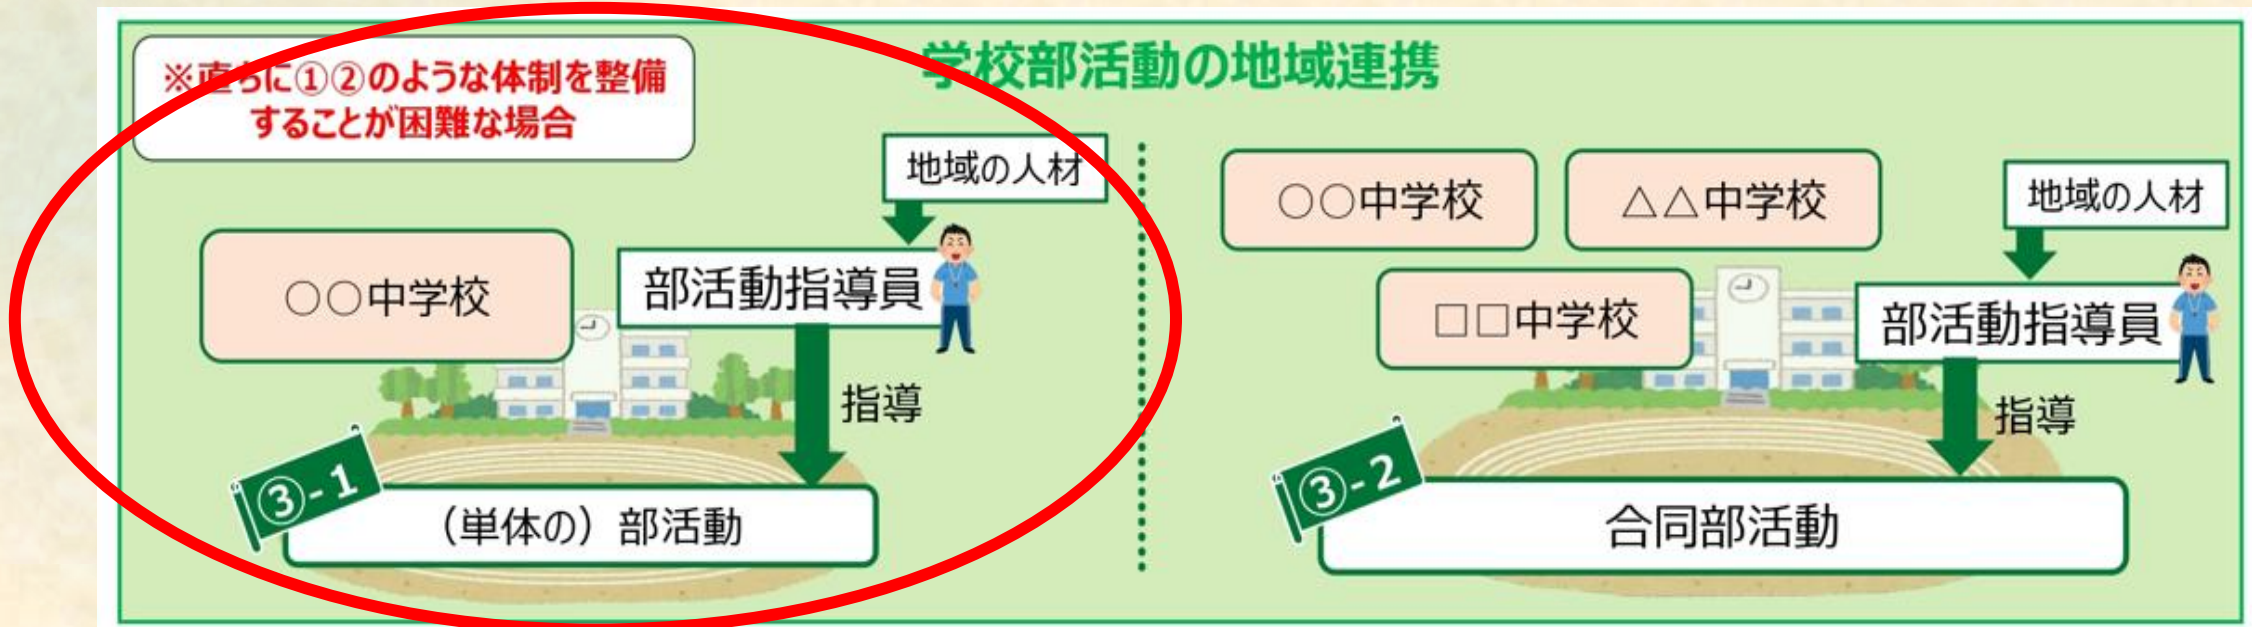 学校部活動の地域連携
※直ちに①②のような体制を整備
することが困難な場合
地域の人材
○○中学校
部活動指導員
指導
③-1
(単体の)部活動
○○中学校
△△中学校
地域の人材
□□中学校
部活動指導員
指導
③-2
合同部活動